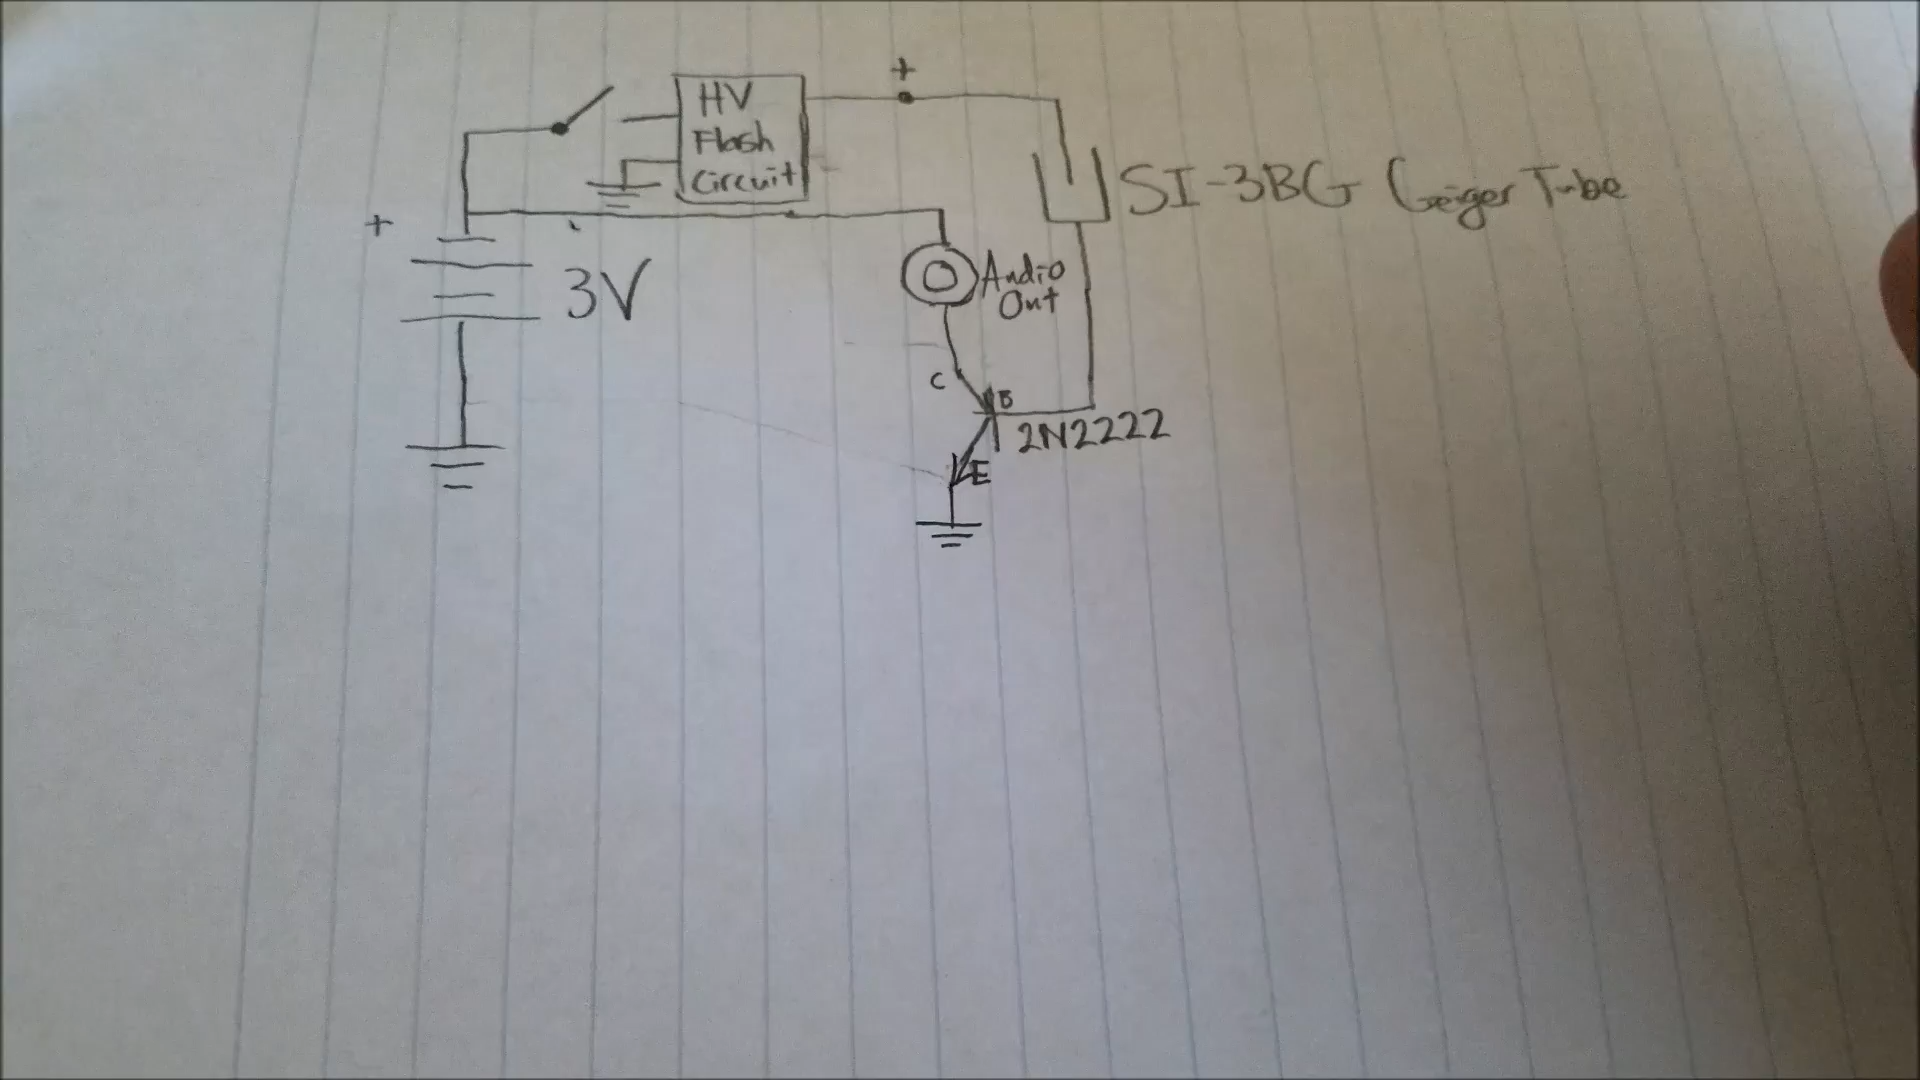 +
HV
Flash
Circuit
+
SI-3BG Geiger Tube
+
3V
Audio
Out
C
B
2N2222
E